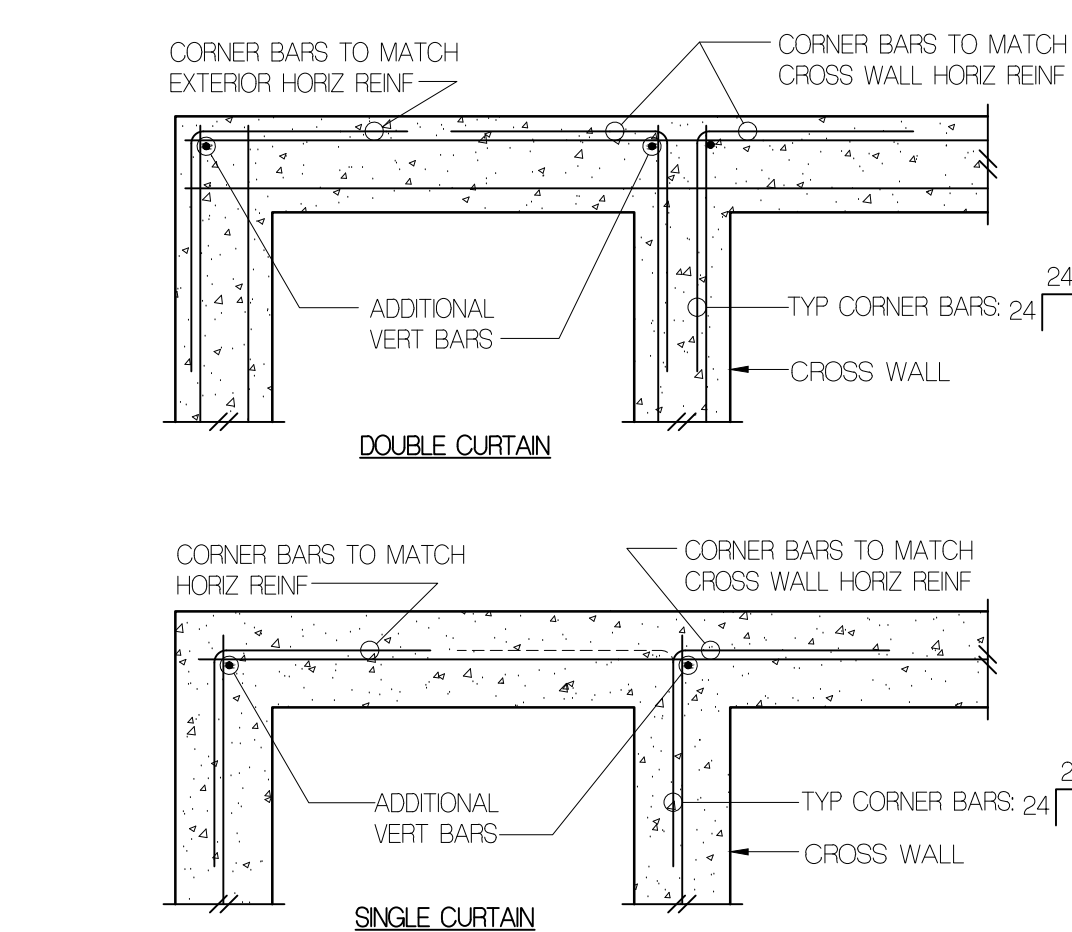 CORNER BARS TO MATCH
EXTERIOR HORIZ REINF
CORNER BARS TO MATCH
CROSS WALL HORIZ REINF
ADDITIONAL
VERT BARS
24
TYP CORNER BARS: 24
CROSS WALL
DOUBLE CURTAIN
CORNER BARS TO MATCH
HORIZ REINF
CORNER BARS TO MATCH
CROSS WALL HORIZ REINF
ADDITIONAL
VERT BARS
TYP CORNER BARS: 24
CROSS WALL
SINGLE CURTAIN